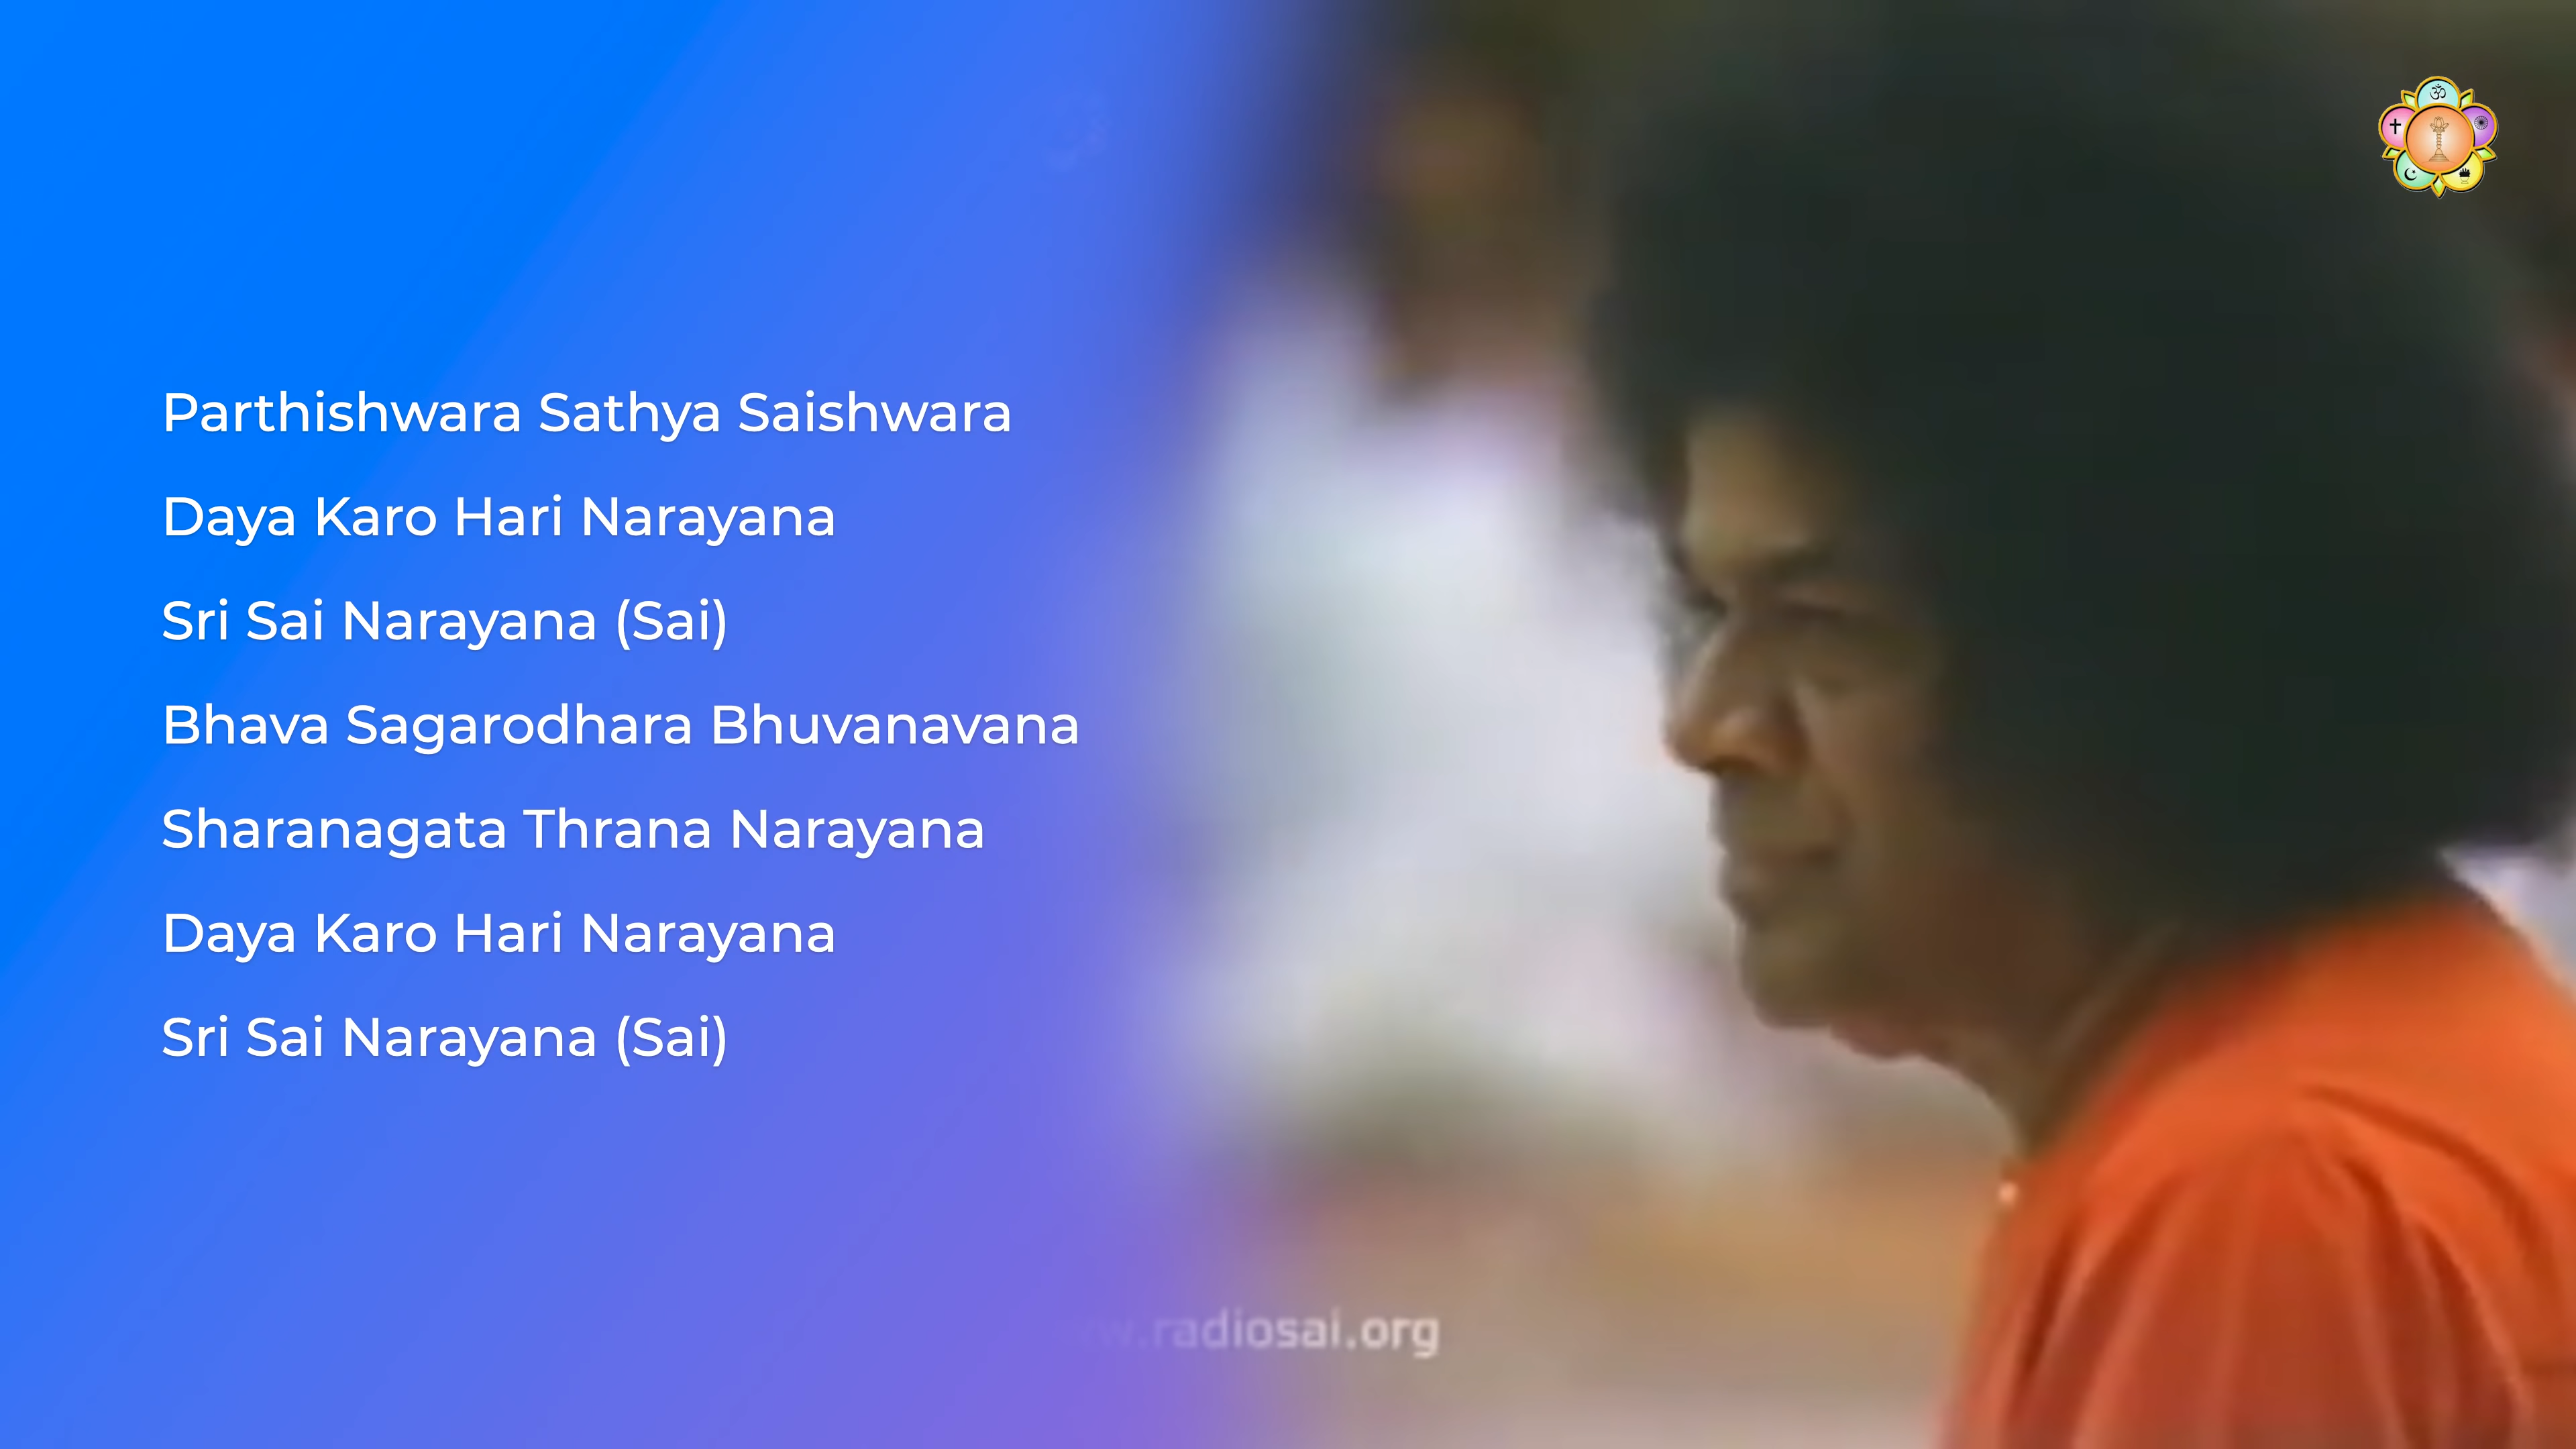 Parthishwara Sathya Saishwara
Daya Karo Hari Narayana
Sri Sai Narayana (Sai)
Bhava Sagarodhara Bhuvanavana
Sharanagata Thrana Narayana
Daya Karo Hari Narayana
Sri Sai Narayana (Sai)
w.radiosai.org